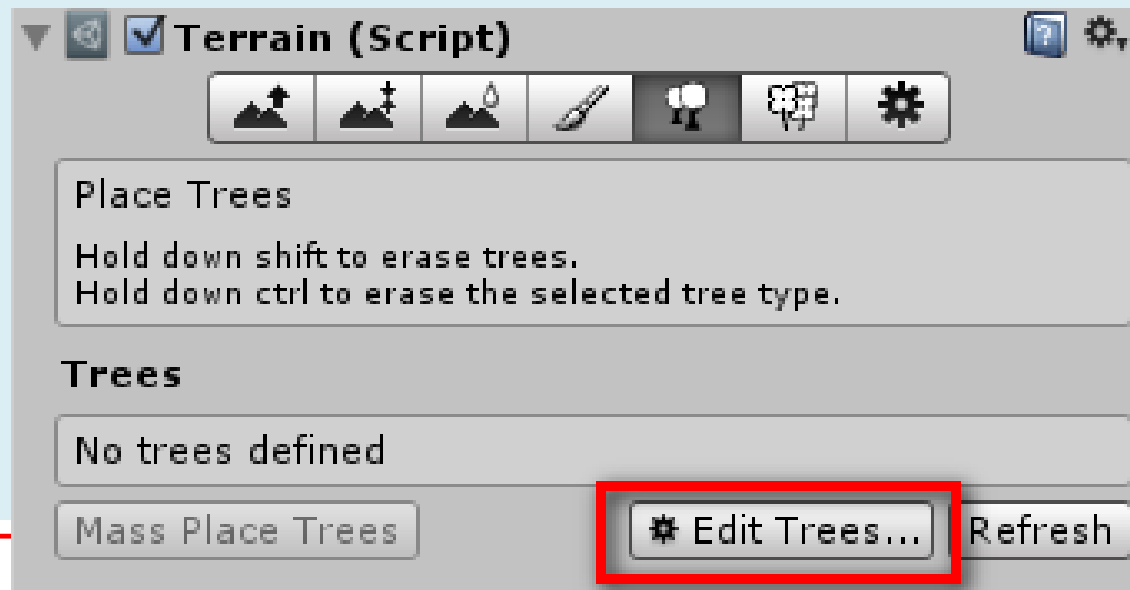 Terrain (Script)
Place Trees
Hold down shift to erase trees.
Hold down ctrl to erase the selected tree type.
Trees
No trees defined
Mass Place Trees Edit Trees... Refresh